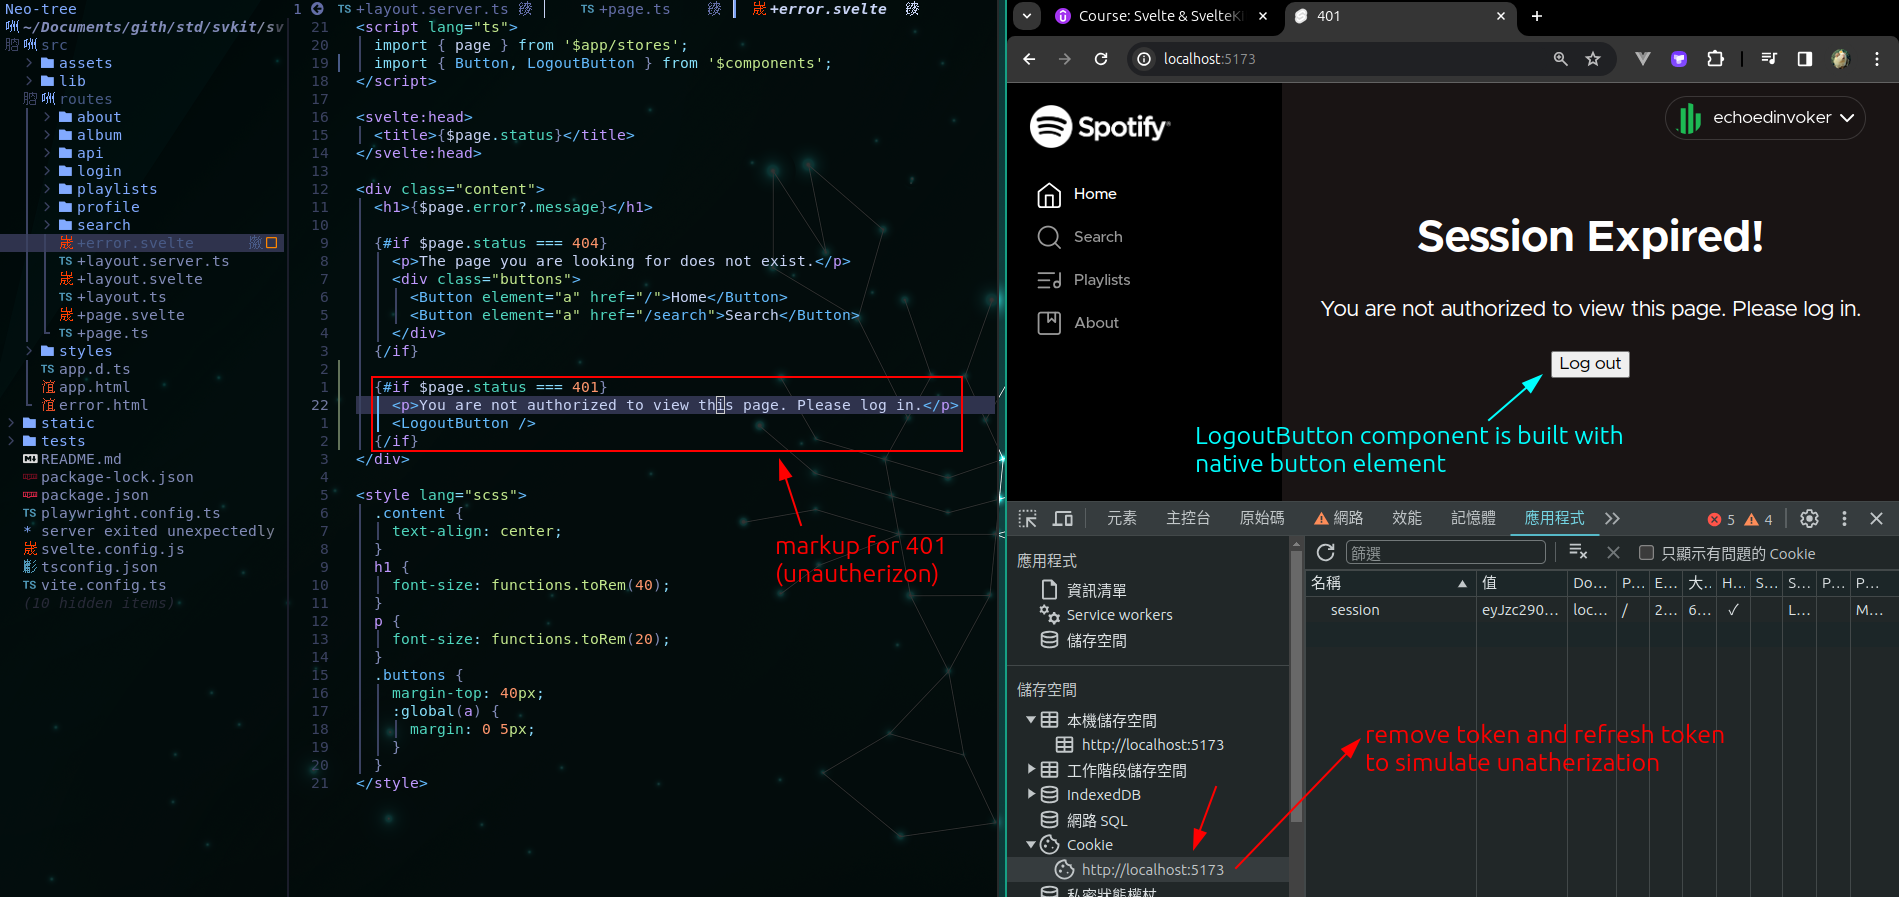 Neo-tree
~/Documents/gith/std/svkit/sv
src
assets
lib
routes
about
album
api
login
playlists
profile
search
+error.svelte
TS +layout.server.ts
+layout.svelte
TS +layout.ts
+page.svelte
TS +page.ts
styles
TS app.d.ts
app.html
error.html
static
tests
README.md
package-lock.json
package.json
TS playwright.config.ts
* server exited unexpectedly
svelte.config.js
tsconfig.json
TS vite.config.ts
(10 hidden items)
1 TS +layout.server.ts TS +page.ts +error.svelte
21 <script lang="ts">
20 import { page } from '$app/stores';
19 import { Button, LogoutButton } from '$components';
18 </script>
17
16 <svelte:head>
15 <title>{$page.status}</title>
14 </svelte:head>
13
12 <div class="content">
11 <h1>{$page.error?.message}</h1>
10
9 {#if $page.status === 404}
8 <p>The page you are looking for does not exist.</p>
7 <div class="buttons">
6 <Button element="a" href="/">Home</Button>
5 <Button element="a" href="/search">Search</Button>
4 </div>
3 {/if}
2
1 {#if $page.status === 401}
22 <p>You are not authorized to view this page. Please log in.</p>
1 <LogoutButton />
2 {/if}
3 </div>
4
5 <style lang="scss">
6 .content {
7 text-align: center;
8 }
9 h1 {
10 font-size: functions.toRem(40);
11 }
12 p {
13 font-size: functions.toRem(20);
14 }
15 .buttons {
16 margin-top: 40px;
17 :global(a) {
18 margin: 0 5px;
19 }
20 }
21 </style>
markup for 401
(unautherizon)
Course: Svelte & SvelteKi
401
localhost:5173
Spotify
echoedinvoker
Home
Search
Playlists
About
Session Expired!
You are not authorized to view this page. Please log in.
Log out
LogoutButton component is built with
native button element
元素 主控台 原始碼 網路 效能 記憶體 應用程式 5 4
應用程式
資訊清單
Service workers
儲存空間
儲存空間
本機儲存空間
http://localhost:5173
工作階段儲存空間
IndexedDB
網路 SQL
Cookie
http://localhost:5173
私密狀態權杖
篩選 只顯示有問題的 Cookie
名稱 值 Do... P... E... 大... H... S... S... P... P...
session eyJzc290... loc... / 2... 6... ✓ L... M...
remove token and refresh token
to simulate unatherization